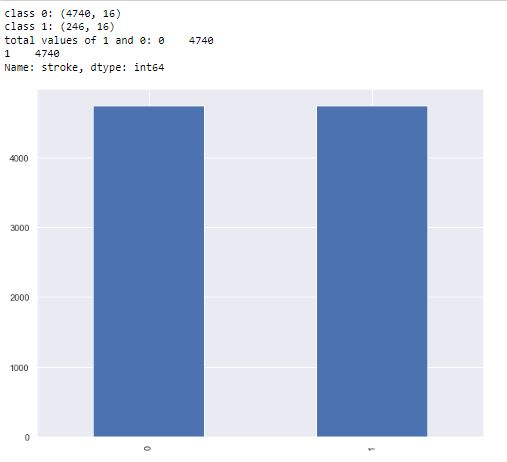 class 0: (4740, 16)
class 1: (246, 16)
total values of 1 and 0: 0    4740
1    4740
Name: stroke, dtype: int64
4000
3000
2000
1000
0
0
1